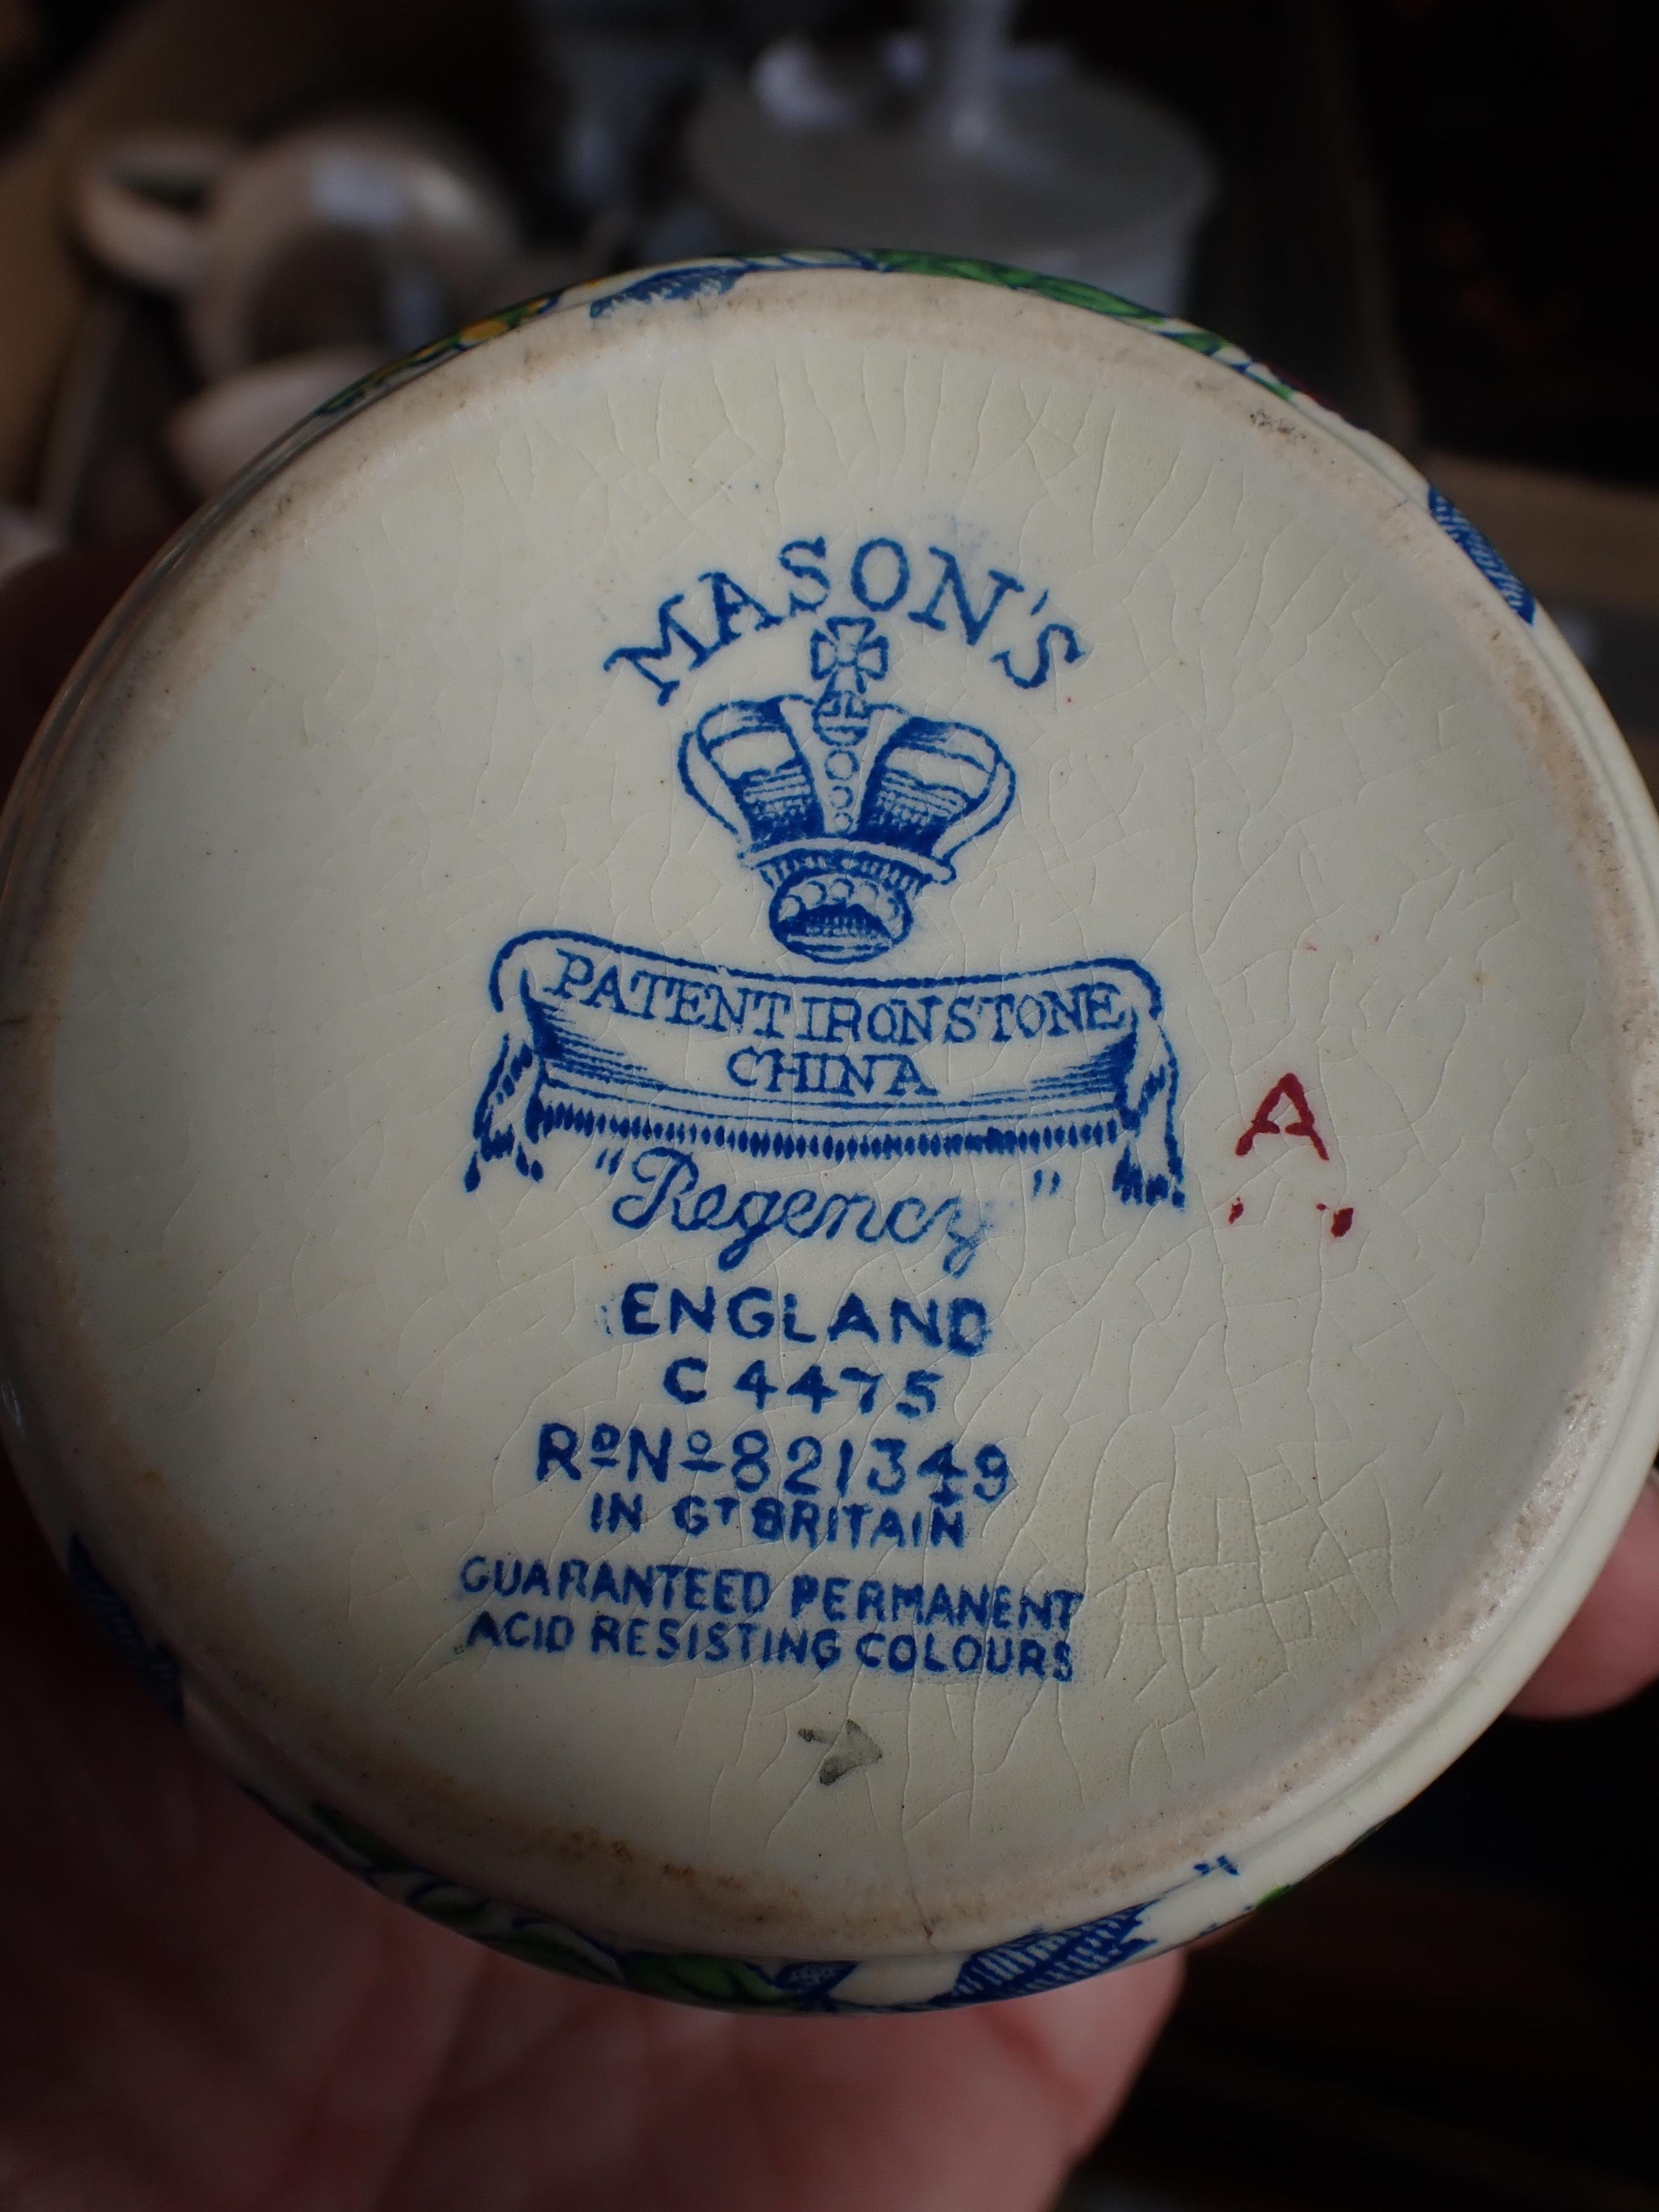 MASON'S
PATENT IRONSTONE
CHINA
"Regency"
A
ENGLAND
C 4475
Rᴰ Nº 821349
IN Gᵀ BRITAIN
GUARANTEED PERMANENT
ACID RESISTING COLOURS